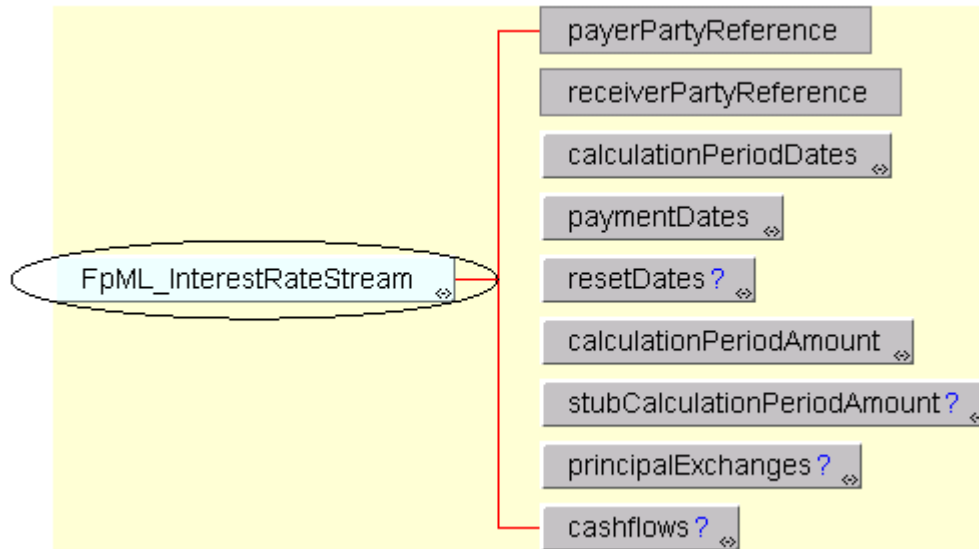 payerPartyReference
receiverPartyReference
calculationPeriodDates
paymentDates
FpML_InterestRateStream
resetDates?
calculationPeriodAmount
stubCalculationPeriodAmount?
principalExchanges?
cashflows?